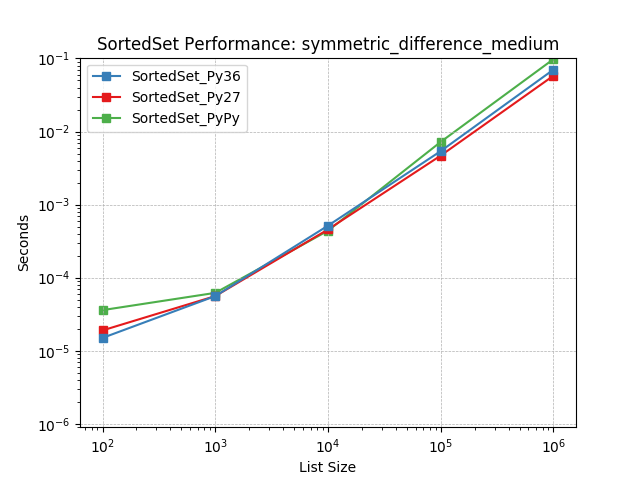 SortedSet Performance: symmetric_difference_medium
SortedSet_Py36
SortedSet_Py27
SortedSet_PyPy
Seconds
10⁻¹
10⁻²
10⁻³
10⁻⁴
10⁻⁵
10⁻⁶
10² 10³ 10⁴ 10⁵ 10⁶
List Size